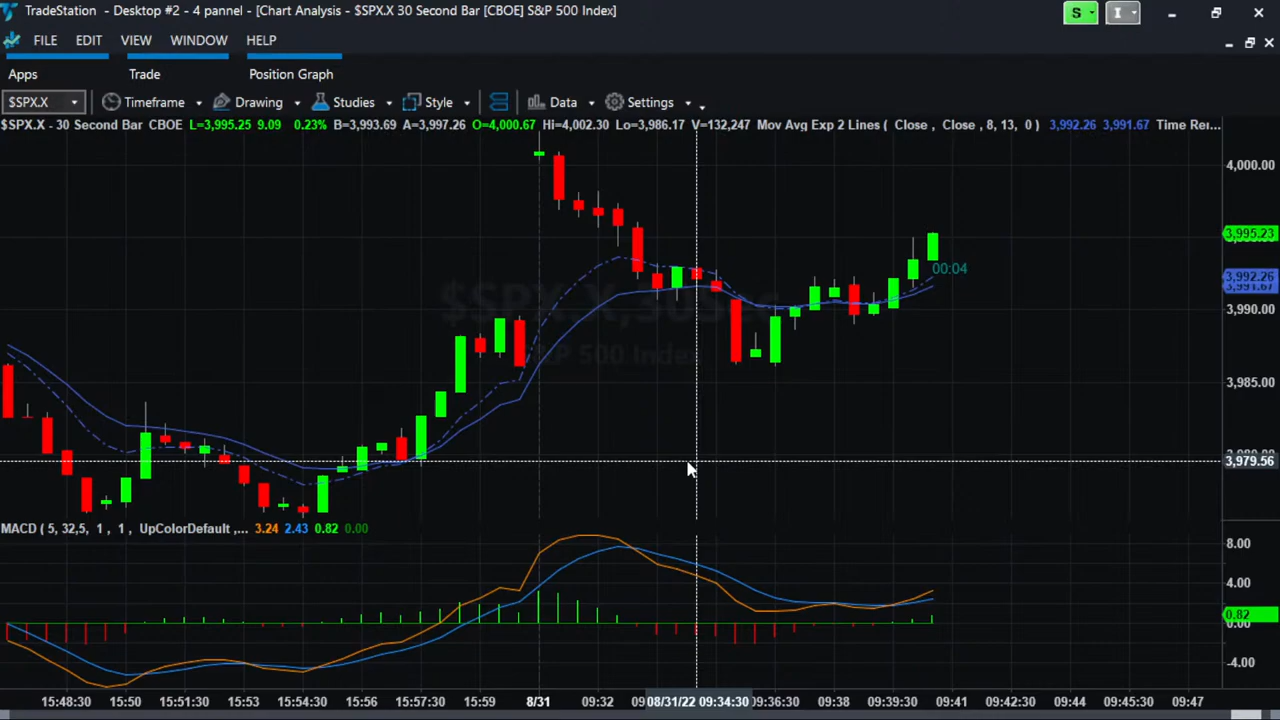 TradeStation - Desktop #2 - 4 pannel - [Chart Analysis - $SPX.X 30 Second Bar [CBOE] S&P 500 Index]
S I
FILE EDIT VIEW WINDOW HELP
Apps Trade Position Graph
$SPX.X Timeframe Drawing Studies Style Data Settings
$SPX.X - 30 Second Bar CBOE L=3,995.25 9.09 0.23% B=3,993.69 A=3,997.26 O=4,000.67 Hi=4,002.30 Lo=3,986.17 V=132,247 Mov Avg Exp 2 Lines ( Close , Close , 8, 13, 0 ) 3,992.26 3,991.67 Time Rei...
4,000.00
3,995.23
00:04
3,992.26
3,991.67
$SPX.X,30Sec
3,990.00
S&P 500 Index
3,985.00
3,979.56
MACD ( 5, 32,5, 1 , 1 , UpColorDefault ,... 3.24 2.43 0.82 0.00
8.00
4.00
0.82
0.00
-4.00
15:48:30 15:50 15:51:30 15:53 15:54:30 15:56 15:57:30 15:59 8/31 09:32 08/31/22 09:34:30 09:36:30 09:38 09:39:30 09:41 09:42:30 09:44 09:45:30 09:47